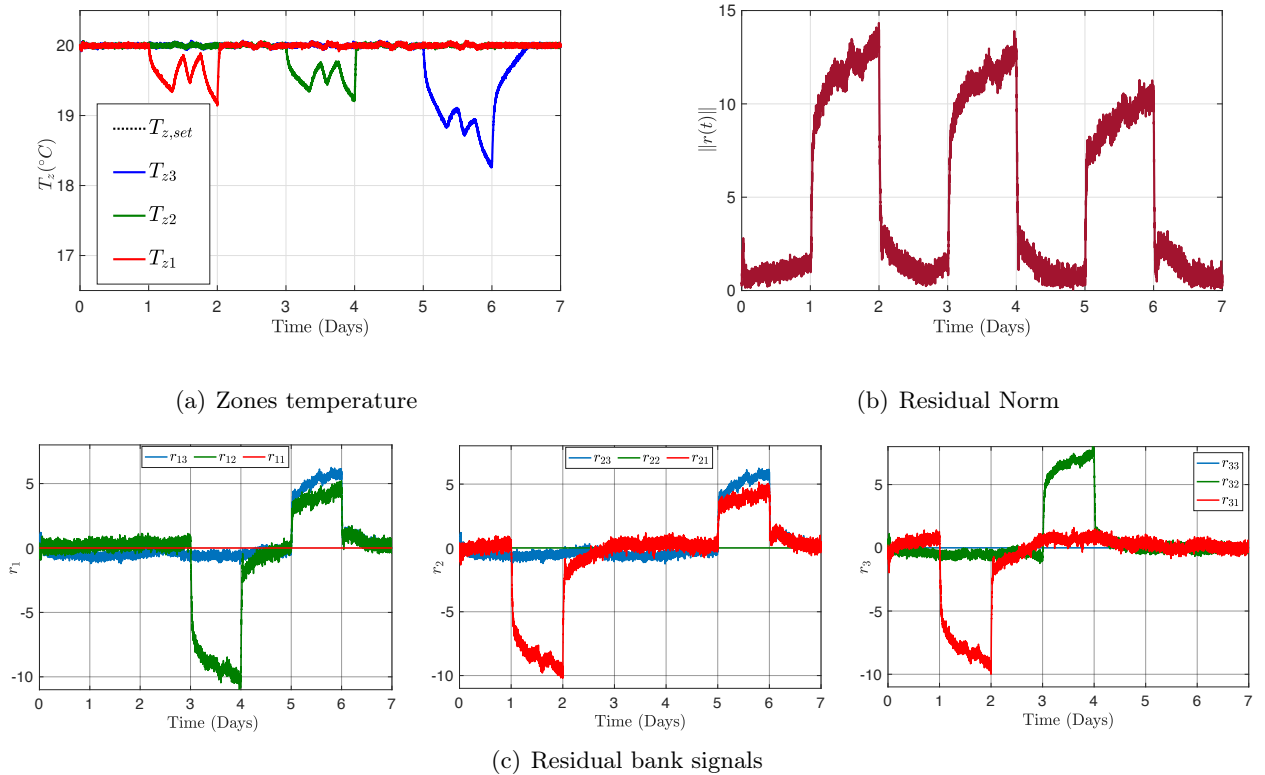 20
19
18
17
T_z(°C)
T_{z,set}
T_{z3}
T_{z2}
T_{z1}
0 1 2 3 4 5 6 7
Time (Days)
(a) Zones temperature
15
10
5
0
||r(t)||
0 1 2 3 4 5 6 7
Time (Days)
(b) Residual Norm
r_{13} r_{12} r_{11}
5
0
-5
-10
r_1
0 1 2 3 4 5 6 7
Time (Days)
r_{23} r_{22} r_{21}
5
0
-5
-10
r_2
0 1 2 3 4 5 6 7
Time (Days)
r_{33}
r_{32}
r_{31}
5
0
-5
-10
r_3
0 1 2 3 4 5 6 7
Time (Days)
(c) Residual bank signals